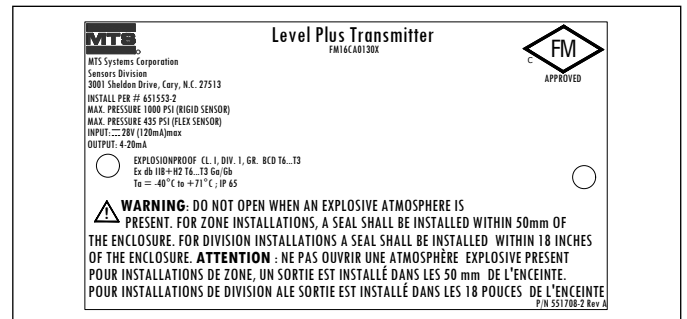 MTS
Level Plus Transmitter
FM16CA0130X
C FM
APPROVED
MTS Systems Corporation
Sensors Division
3001 Sheldon Drive, Cary, N.C. 27513
INSTALL PER # 651553-2
MAX. PRESSURE 1000 PSI (RIGID SENSOR)
MAX. PRESSURE 435 PSI (FLEX SENSOR)
INPUT: ⎓ 28V (120mA)max
OUTPUT: 4-20mA
EXPLOSIONPROOF CL. I, DIV. 1, GR. BCD T6...T3
Ex db IIB+H2 T6...T3 Ga/Gb
Ta = -40°C to +71°C ; IP 65
WARNING: DO NOT OPEN WHEN AN EXPLOSIVE ATMOSPHERE IS
PRESENT. FOR ZONE INSTALLATIONS, A SEAL SHALL BE INSTALLED WITHIN 50mm OF
THE ENCLOSURE. FOR DIVISION INSTALLATIONS A SEAL SHALL BE INSTALLED WITHIN 18 INCHES
OF THE ENCLOSURE. ATTENTION : NE PAS OUVRIR UNE ATMOSPHÈRE EXPLOSIVE PRESENT
POUR INSTALLATIONS DE ZONE, UN SORTIE EST INSTALLÉ DANS LES 50 mm DE L'ENCEINTE.
POUR INSTALLATIONS DE DIVISION ALE SORTIE EST INSTALLÉ DANS LES 18 POUCES DE L'ENCEINTE
P/N 551708-2 Rev A